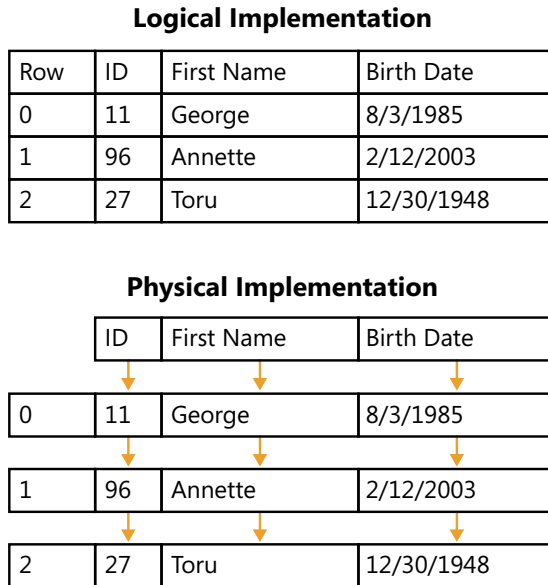 Logical Implementation
Row ID First Name Birth Date
0 11 George 8/3/1985
1 96 Annette 2/12/2003
2 27 Toru 12/30/1948
Physical Implementation
ID First Name Birth Date
0 11 George 8/3/1985
1 96 Annette 2/12/2003
2 27 Toru 12/30/1948